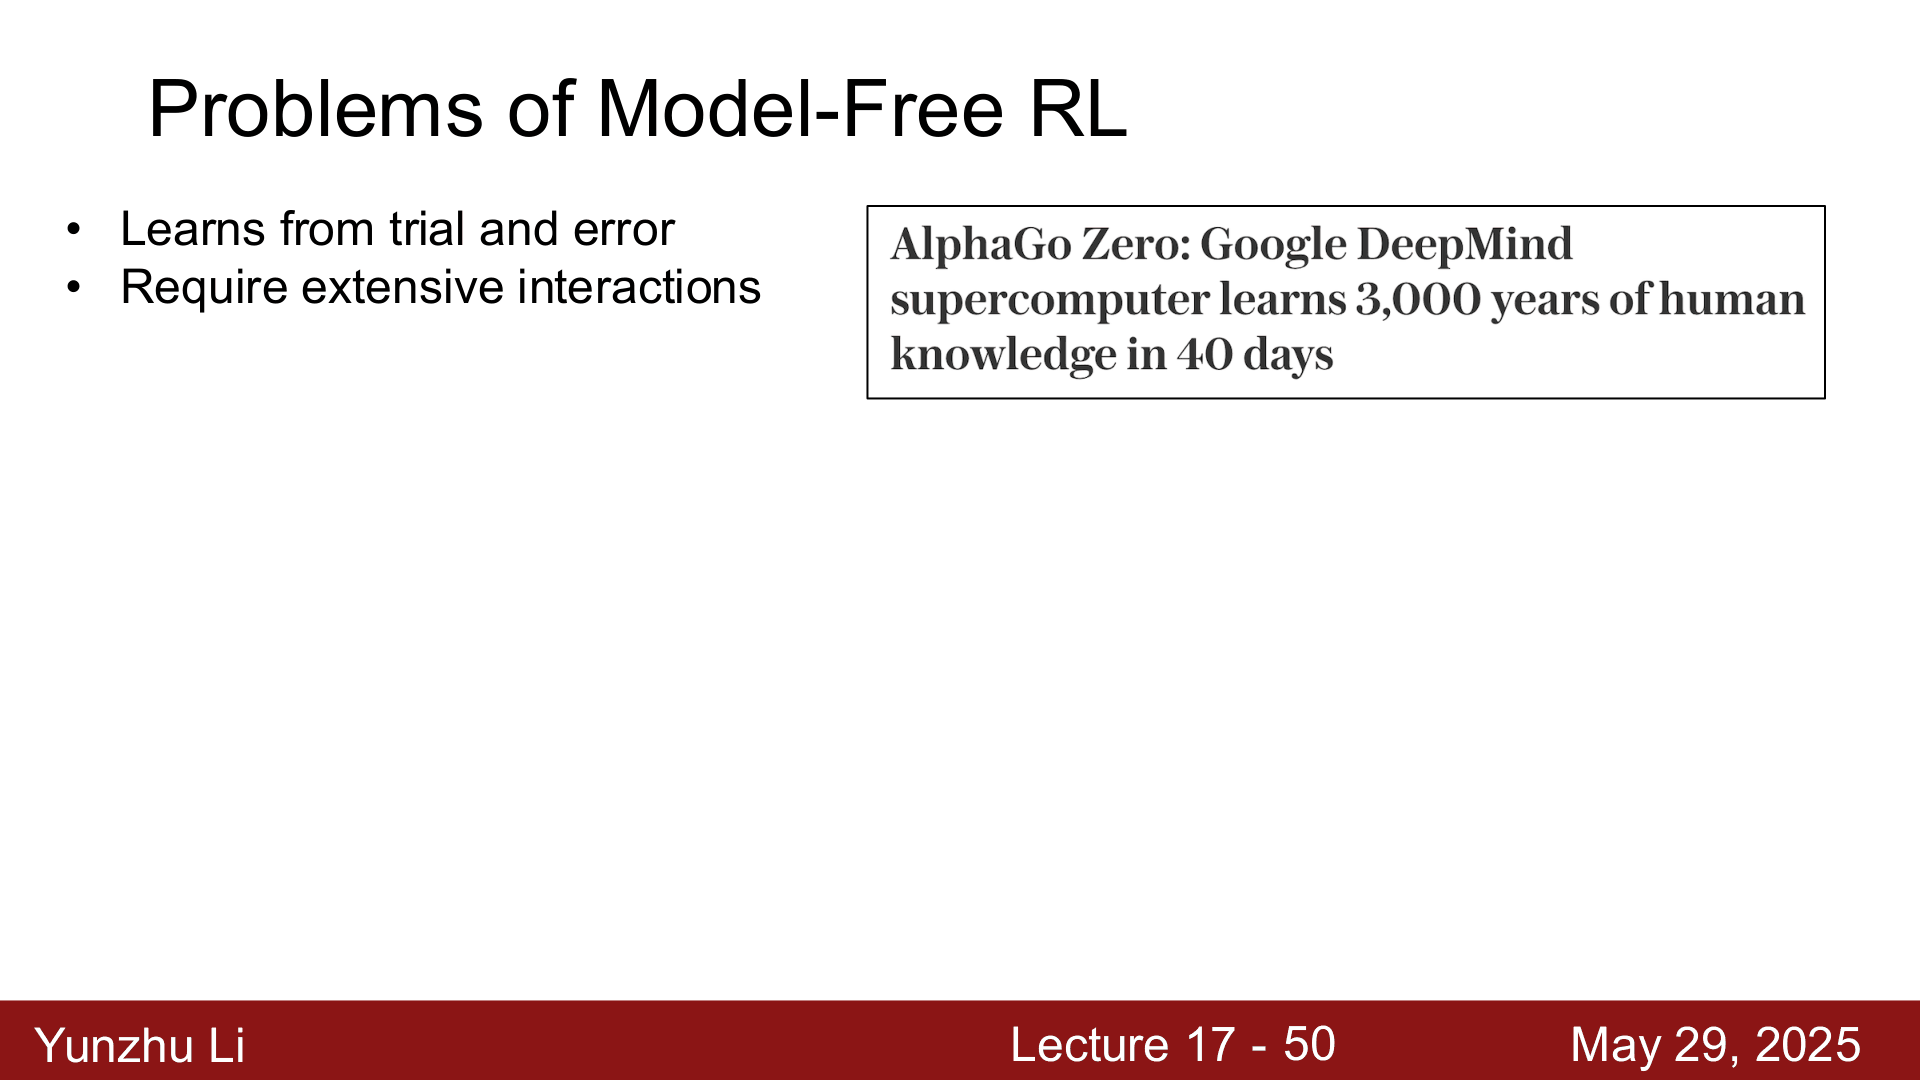 Problems of Model-Free RL
• Learns from trial and error
• Require extensive interactions
AlphaGo Zero: Google DeepMind
supercomputer learns 3,000 years of human
knowledge in 40 days
Yunzhu Li
Lecture 17 - 50
May 29, 2025